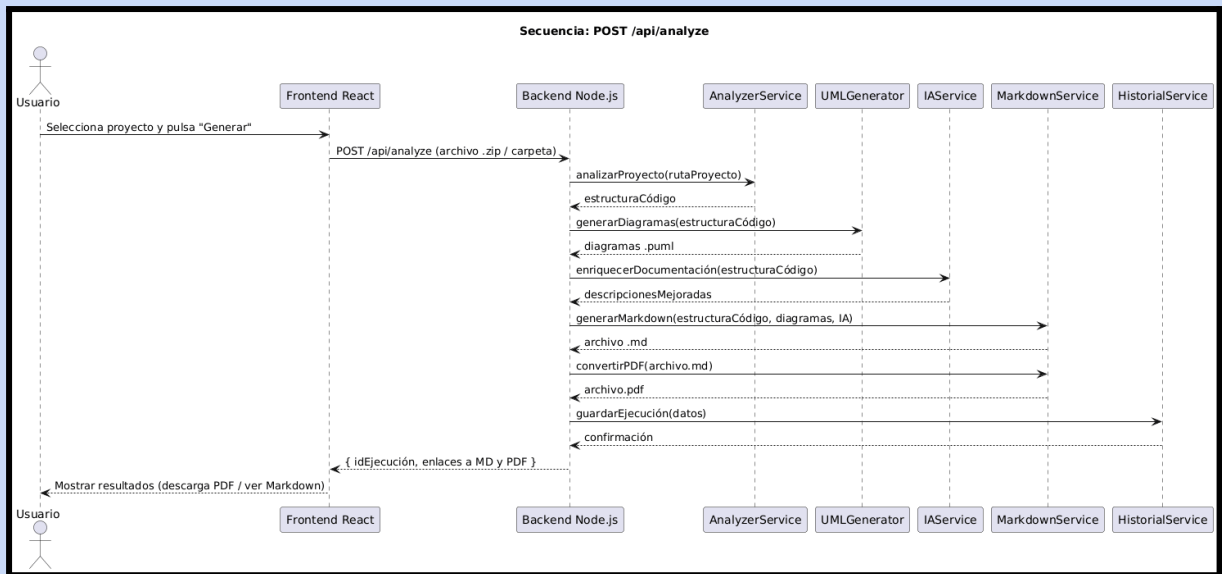 Secuencia: POST /api/analyze
Usuario
Frontend React
Backend Node.js
AnalyzerService
UMLGenerator
IAService
MarkdownService
HistorialService
Selecciona proyecto y pulsa "Generar"
POST /api/analyze (archivo .zip / carpeta)
analizarProyecto(rutaProyecto)
estructuraCódigo
generarDiagramas(estructuraCódigo)
diagramas .puml
enriquecerDocumentación(estructuraCódigo)
descripcionesMejoradas
generarMarkdown(estructuraCódigo, diagramas, IA)
archivo .md
convertirPDF(archivo.md)
archivo.pdf
guardarEjecución(datos)
confirmación
{ idEjecución, enlaces a MD y PDF }
Mostrar resultados (descarga PDF / ver Markdown)
Usuario
Frontend React
Backend Node.js
AnalyzerService
UMLGenerator
IAService
MarkdownService
HistorialService